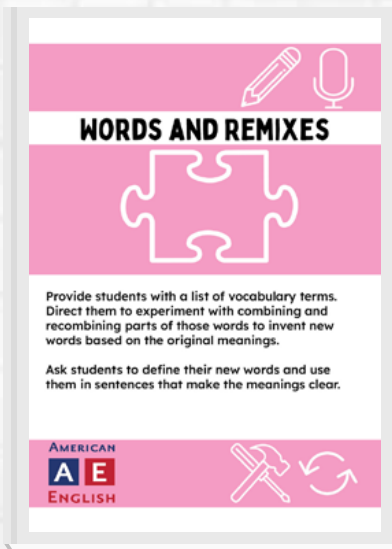 WORDS AND REMIXES
Provide students with a list of vocabulary terms.
Direct them to experiment with combining and
recombining parts of those words to invent new
words based on the original meanings.
Ask students to define their new words and use
them in sentences that make the meanings clear.
AMERICAN
A E
ENGLISH